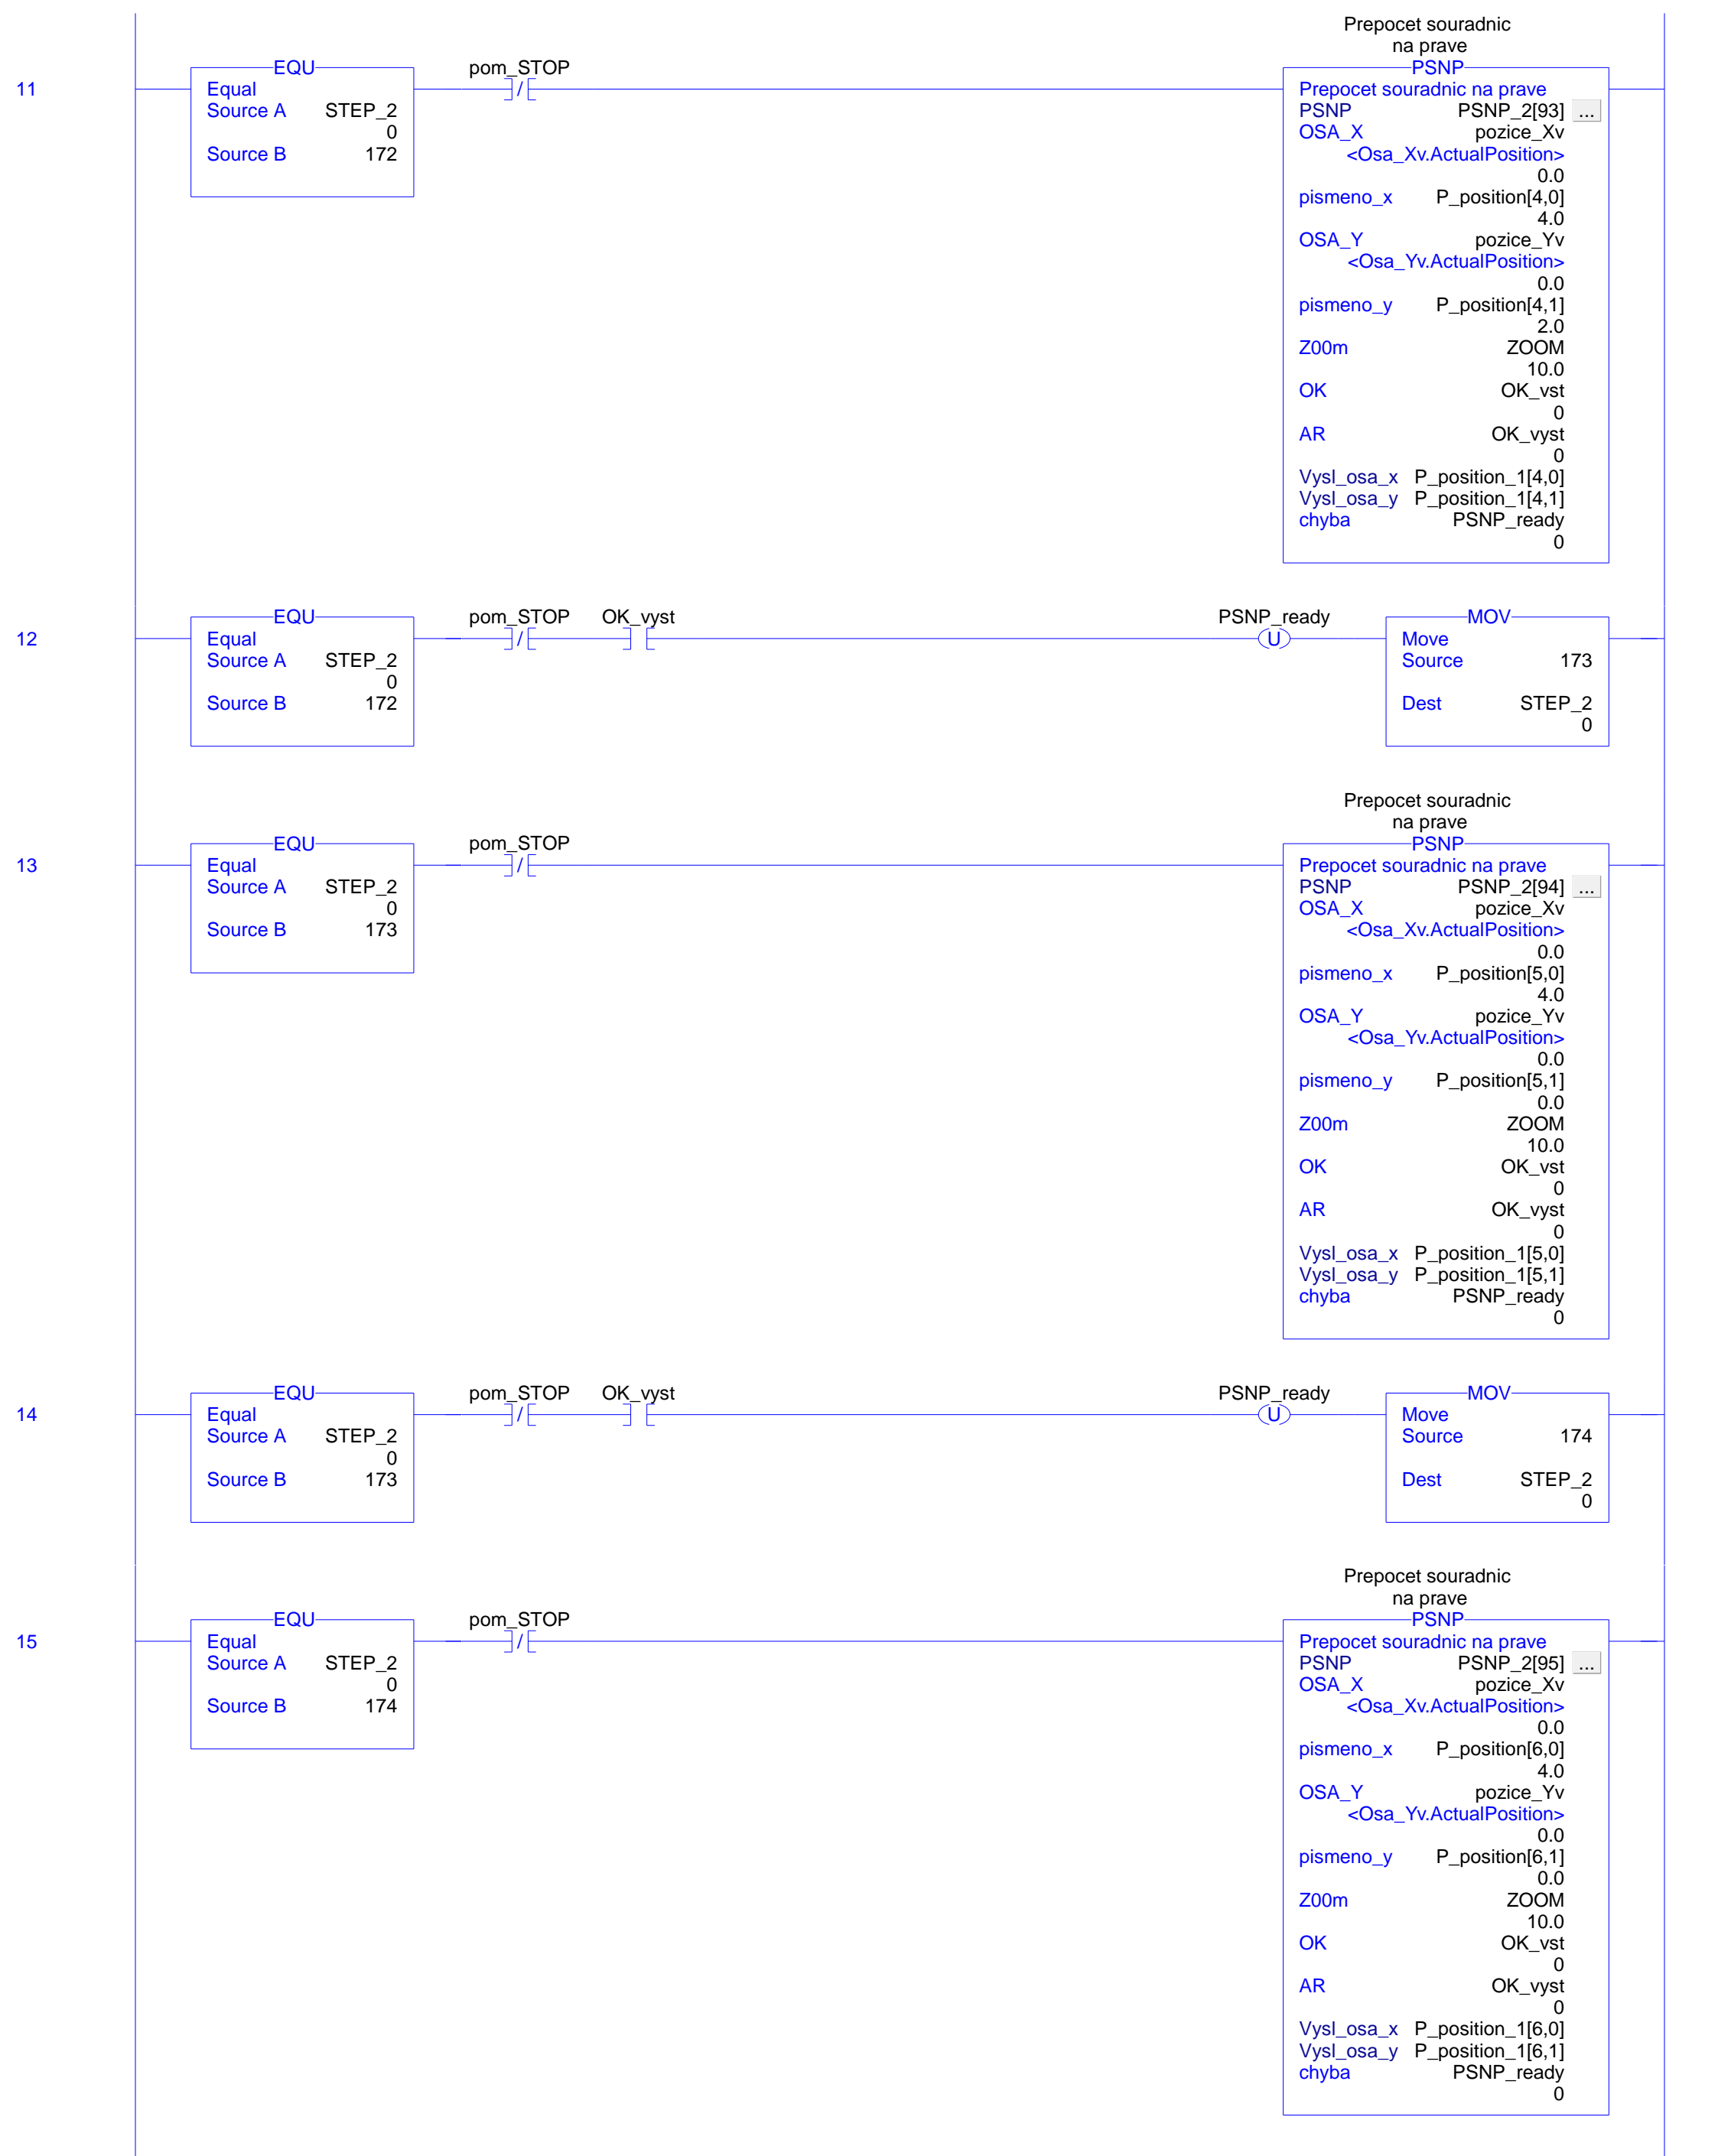 Prepocet souradnic
na prave
11
EQU
Equal
Source A STEP_2
0
Source B 172
pom_STOP
PSNP
Prepocet souradnic na prave
PSNP PSNP_2[93] ...
OSA_X pozice_Xv
<Osa_Xv.ActualPosition>
0.0
pismeno_x P_position[4,0]
4.0
OSA_Y pozice_Yv
<Osa_Yv.ActualPosition>
0.0
pismeno_y P_position[4,1]
2.0
Z00m ZOOM
10.0
OK OK_vst
0
AR OK_vyst
0
Vysl_osa_x P_position_1[4,0]
Vysl_osa_y P_position_1[4,1]
chyba PSNP_ready
0
12
EQU
Equal
Source A STEP_2
0
Source B 172
pom_STOP OK_vyst
PSNP_ready
U
MOV
Move
Source 173
Dest STEP_2
0
Prepocet souradnic
na prave
13
EQU
Equal
Source A STEP_2
0
Source B 173
pom_STOP
PSNP
Prepocet souradnic na prave
PSNP PSNP_2[94] ...
OSA_X pozice_Xv
<Osa_Xv.ActualPosition>
0.0
pismeno_x P_position[5,0]
4.0
OSA_Y pozice_Yv
<Osa_Yv.ActualPosition>
0.0
pismeno_y P_position[5,1]
0.0
Z00m ZOOM
10.0
OK OK_vst
0
AR OK_vyst
0
Vysl_osa_x P_position_1[5,0]
Vysl_osa_y P_position_1[5,1]
chyba PSNP_ready
0
14
EQU
Equal
Source A STEP_2
0
Source B 173
pom_STOP OK_vyst
PSNP_ready
U
MOV
Move
Source 174
Dest STEP_2
0
Prepocet souradnic
na prave
15
EQU
Equal
Source A STEP_2
0
Source B 174
pom_STOP
PSNP
Prepocet souradnic na prave
PSNP PSNP_2[95] ...
OSA_X pozice_Xv
<Osa_Xv.ActualPosition>
0.0
pismeno_x P_position[6,0]
4.0
OSA_Y pozice_Yv
<Osa_Yv.ActualPosition>
0.0
pismeno_y P_position[6,1]
0.0
Z00m ZOOM
10.0
OK OK_vst
0
AR OK_vyst
0
Vysl_osa_x P_position_1[6,0]
Vysl_osa_y P_position_1[6,1]
chyba PSNP_ready
0